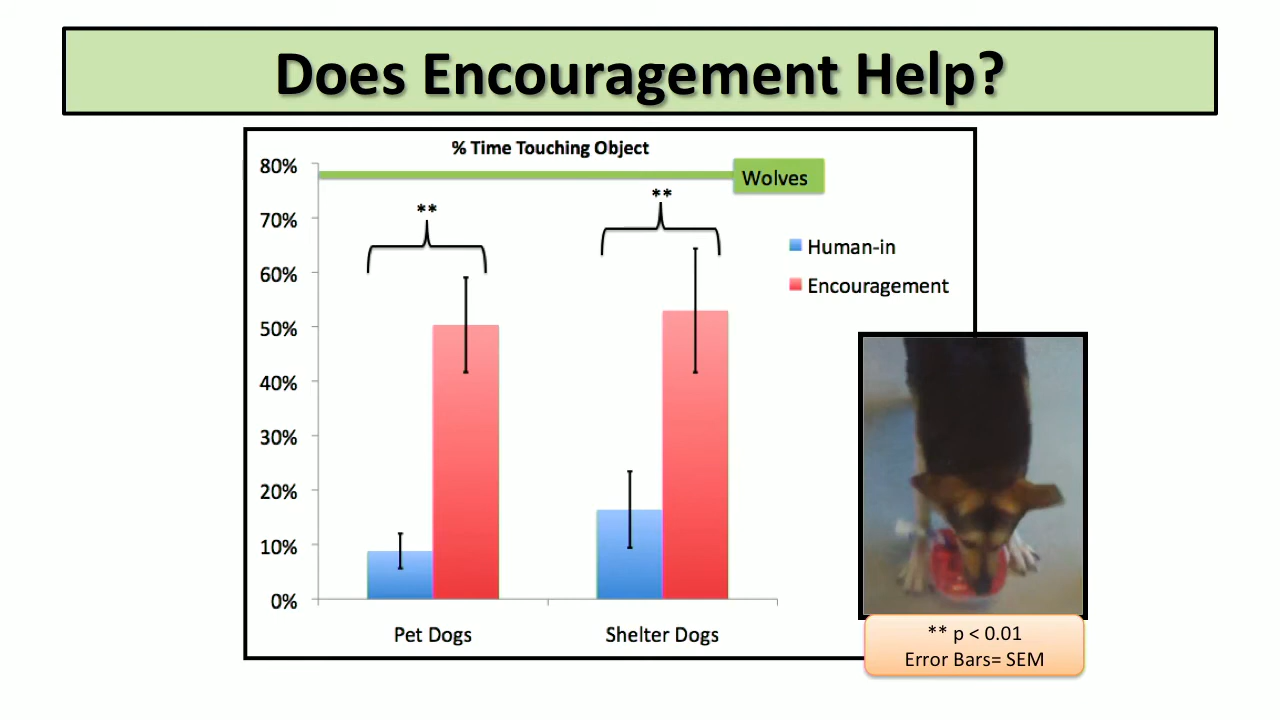 Does Encouragement Help?
% Time Touching Object
80%
Wolves
**
**
70%
Human-in
60%
Encouragement
50%
40%
30%
20%
10%
0%
Pet Dogs
Shelter Dogs
** p < 0.01
Error Bars= SEM